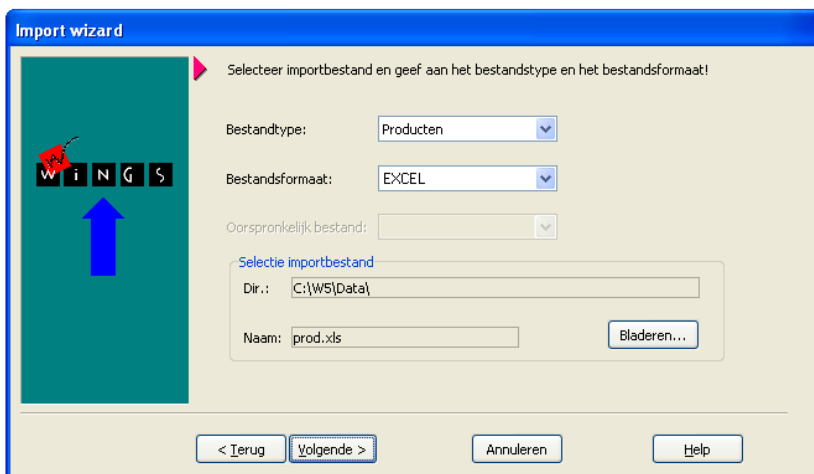 Import wizard
Selecteer importbestand en geef aan het bestandstype en het bestandsformaat!
W
WiNGS
Bestandtype: Producten
Bestandsformaat: EXCEL
Oorspronkelijk bestand:
Selectie importbestand
Dir.: C:\W5\Data\
Naam: prod.xls Bladeren...
< Terug Volgende > Annuleren Help